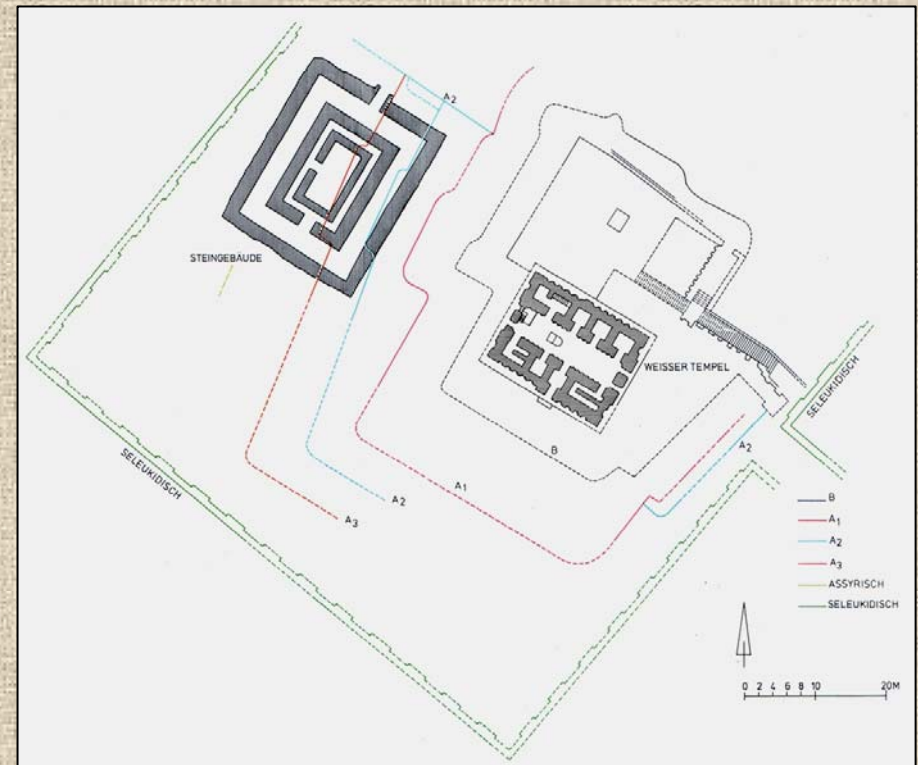 A2
STEINGEBÄUDE
WEISSER TEMPEL
SELEUKIDISCH
SELEUKIDISCH
B
A2
A1
A2
A3
B
A1
A2
A3
ASSYRISCH
SELEUKIDISCH
0 2 4 6 8 10 20M